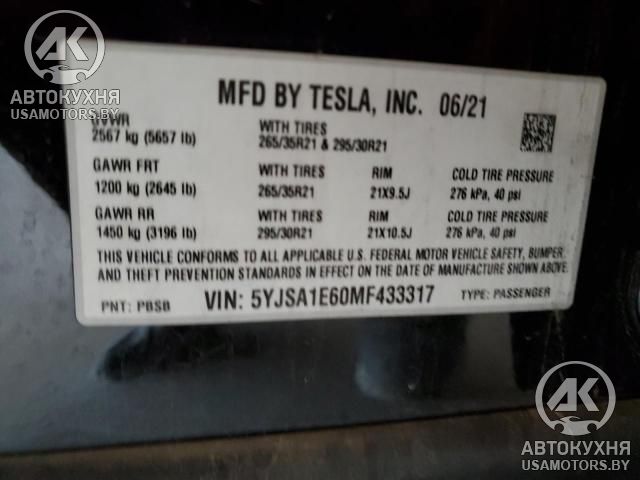 АК
АВТОКУХНЯ
USAMOTORS.BY
MFD BY TESLA, INC. 06/21
GVWR
2567 kg (5657 lb)
WITH TIRES
265/35R21 & 295/30R21
GAWR FRT
1200 kg (2645 lb)
WITH TIRES
265/35R21
RIM
21X9.5J
COLD TIRE PRESSURE
276 kPa, 40 psi
GAWR RR
1450 kg (3196 lb)
WITH TIRES
295/30R21
RIM
21X10.5J
COLD TIRE PRESSURE
276 kPa, 40 psi
THIS VEHICLE CONFORMS TO ALL APPLICABLE U.S. FEDERAL MOTOR VEHICLE SAFETY, BUMPER,
AND THEFT PREVENTION STANDARDS IN EFFECT ON THE DATE OF MANUFACTURE SHOWN ABOVE.
PNT: PBSB
VIN: 5YJSA1E60MF433317
TYPE: PASSENGER
АК
АВТОКУХНЯ
USAMOTORS.BY